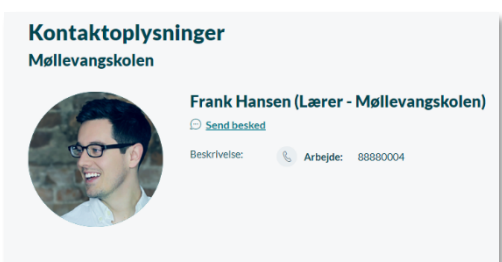 Kontaktoplysninger
Møllevangskolen
Frank Hansen (Lærer - Møllevangskolen)
Send besked
Beskrivelse: Arbejde: 88880004